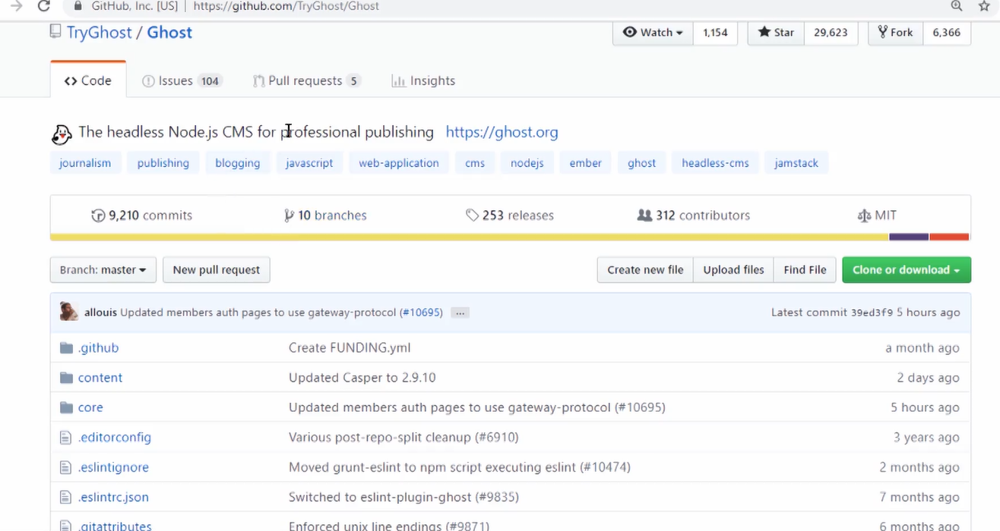 GitHub, Inc. [US] | https://github.com/TryGhost/Ghost
TryGhost / Ghost Watch 1,154 Star 29,623 Fork 6,366
Code Issues 104 Pull requests 5 Insights
The headless Node.js CMS for professional publishing https://ghost.org
journalism publishing blogging javascript web-application cms nodejs ember ghost headless-cms jamstack
9,210 commits 10 branches 253 releases 312 contributors MIT
Branch: master New pull request Create new file Upload files Find File Clone or download
allouis Updated members auth pages to use gateway-protocol (#10695) ... Latest commit 39ed3f9 5 hours ago
.github Create FUNDING.yml a month ago
content Updated Casper to 2.9.10 2 days ago
core Updated members auth pages to use gateway-protocol (#10695) 5 hours ago
.editorconfig Various post-repo-split cleanup (#6910) 3 years ago
.eslintignore Moved grunt-eslint to npm script executing eslint (#10474) 2 months ago
.eslintrc.json Switched to eslint-plugin-ghost (#9835) 7 months ago
.gitattributes Enforced unix line endings (#9871) 6 months ago